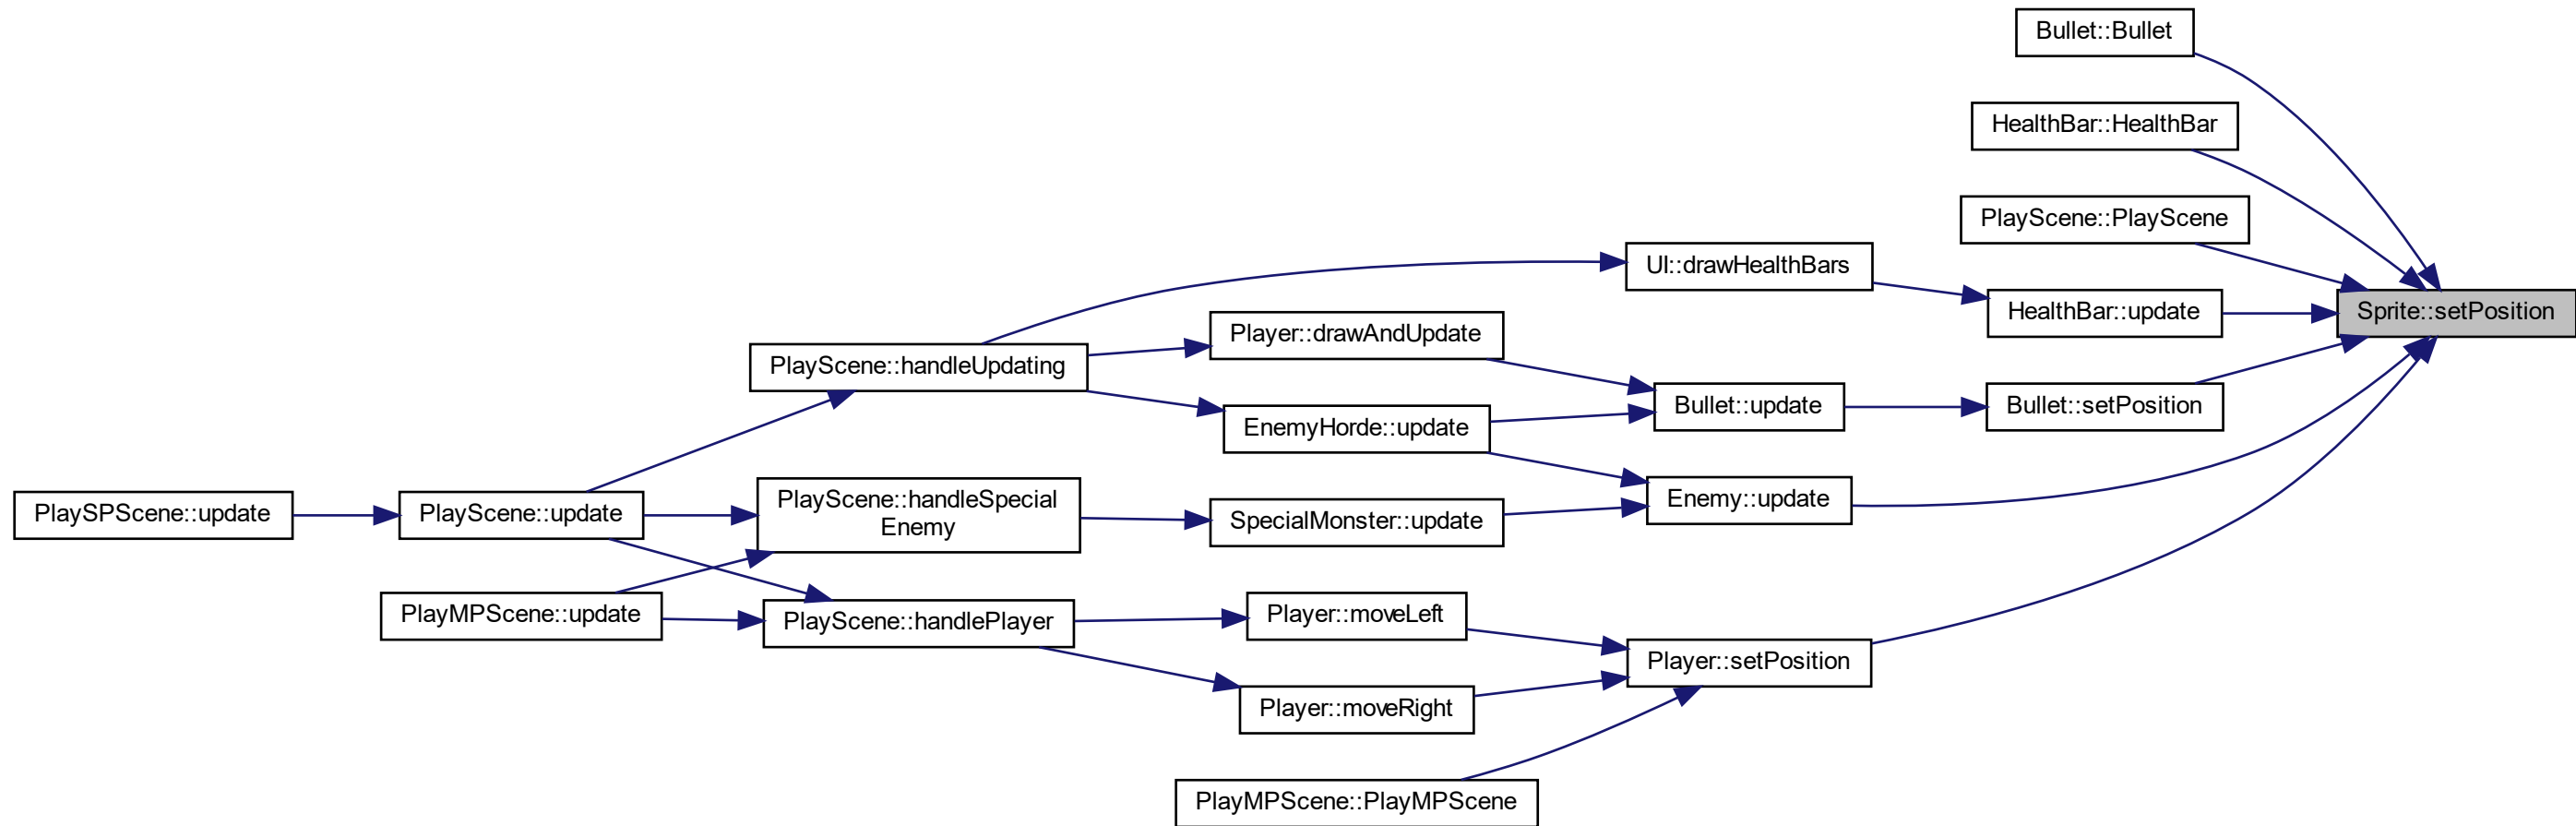 Bullet::Bullet
HealthBar::HealthBar
PlayScene::PlayScene
UI::drawHealthBars
HealthBar::update
Sprite::setPosition
Player::drawAndUpdate
PlayScene::handleUpdating
Bullet::update
Bullet::setPosition
EnemyHorde::update
Enemy::update
PlaySPScene::update
PlayScene::update
PlayScene::handleSpecial
Enemy
SpecialMonster::update
PlayMPScene::update
PlayScene::handlePlayer
Player::moveLeft
Player::setPosition
Player::moveRight
PlayMPScene::PlayMPScene